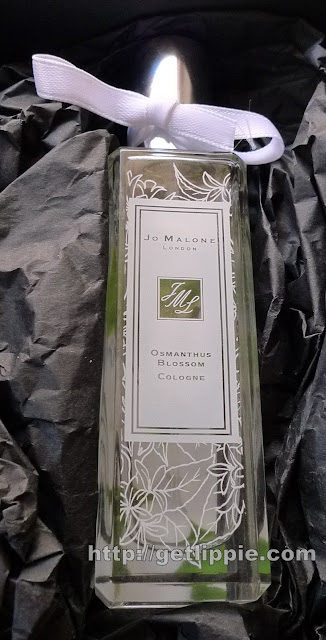 Jo Malone
London
JML
Osmanthus
Blossom
Cologne
http://getlippie.com